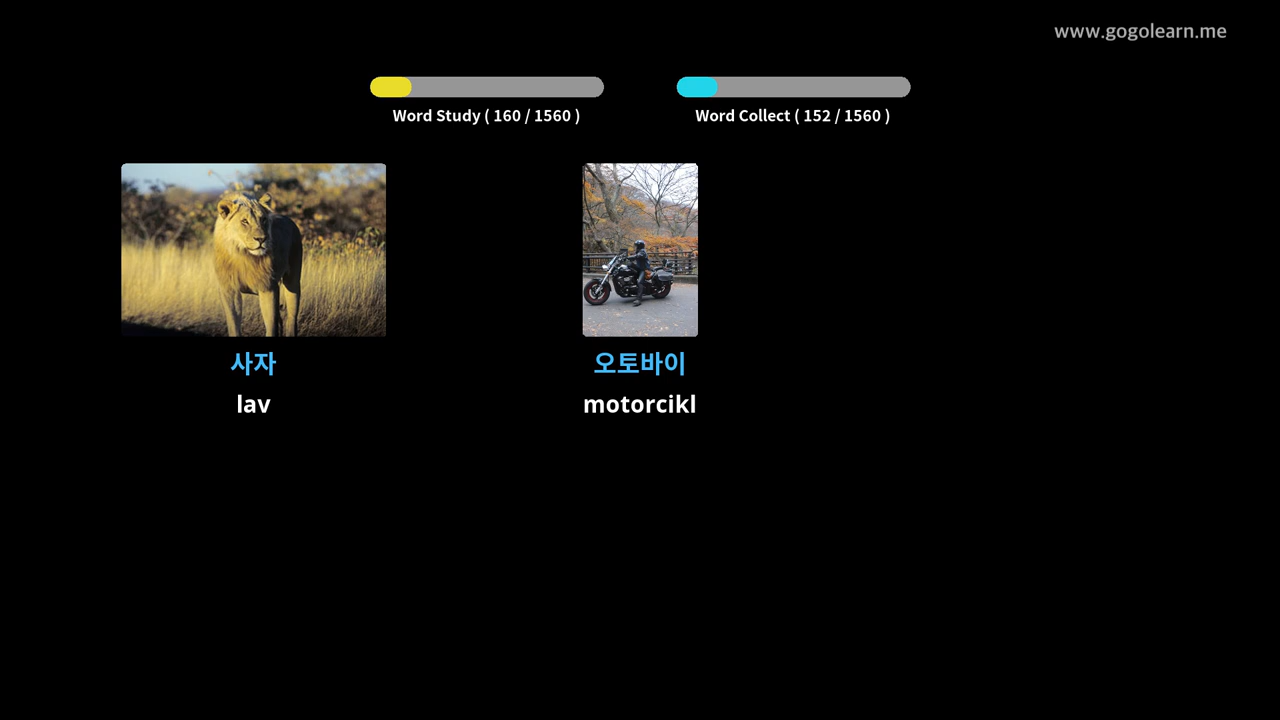 www.gogolearn.me
Word Study ( 160 / 1560 )
Word Collect ( 152 / 1560 )
사자
lav
오토바이
motorcikl